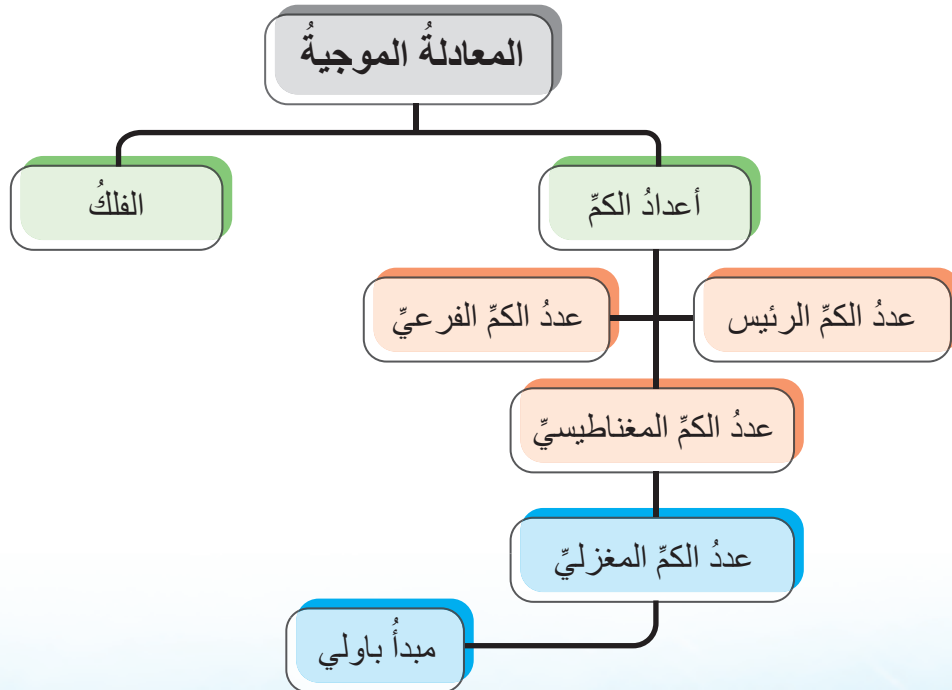 المعادلةُ الموجيةُ
أعدادُ الكمِّ
الفلكُ
عددُ الكمِّ الرئيس
عددُ الكمِّ الفرعيِّ
عددُ الكمِّ المغناطيسيِّ
عددُ الكمِّ المغزليِّ
مبدأُ باولي